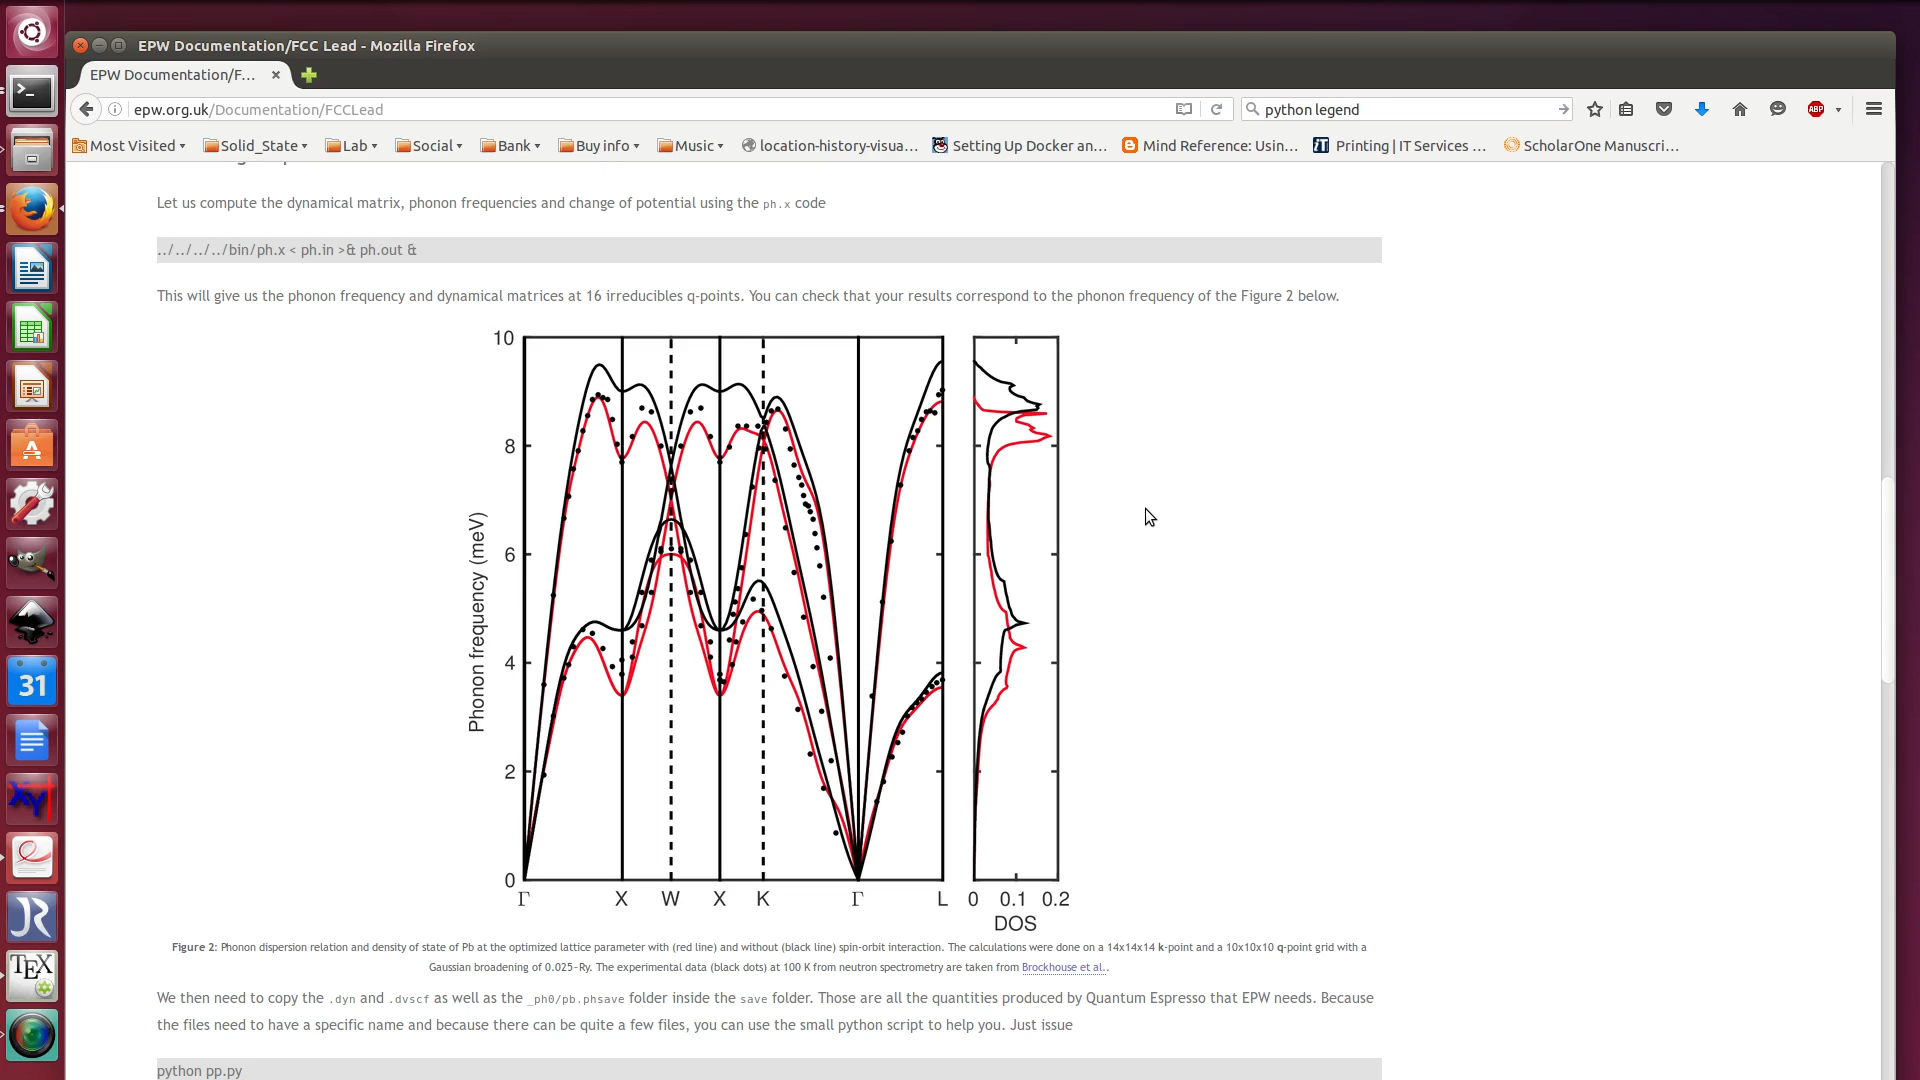 EPW Documentation/FCC Lead - Mozilla Firefox
EPW Documentation/F...
epw.org.uk/Documentation/FCCLead
python legend
ABP
Most Visited
Solid_State
Lab
Social
Bank
Buy info
Music
location-history-visua...
Setting Up Docker an...
Mind Reference: Usin...
Printing | IT Services ...
ScholarOne Manuscri...
Let us compute the dynamical matrix, phonon frequencies and change of potential using the ph.x code
../../../../bin/ph.x < ph.in >& ph.out &
This will give us the phonon frequency and dynamical matrices at 16 irreducibles q-points. You can check that your results correspond to the phonon frequency of the Figure 2 below.
10
8
6
4
2
0
Phonon frequency (meV)
Γ X W X K Γ L 0 0.1 0.2
DOS
Figure 2: Phonon dispersion relation and density of state of Pb at the optimized lattice parameter with (red line) and without (black line) spin-orbit interaction. The calculations were done on a 14x14x14 k-point and a 10x10x10 q-point grid with a
Gaussian broadening of 0.025~Ry. The experimental data (black dots) at 100 K from neutron spectrometry are taken from Brockhouse et al..
We then need to copy the .dyn and .dvscf as well as the _ph0/pb.phsave folder inside the save folder. Those are all the quantities produced by Quantum Espresso that EPW needs. Because
the files need to have a specific name and because there can be quite a few files, you can use the small python script to help you. Just issue
python pp.py
31
TEX